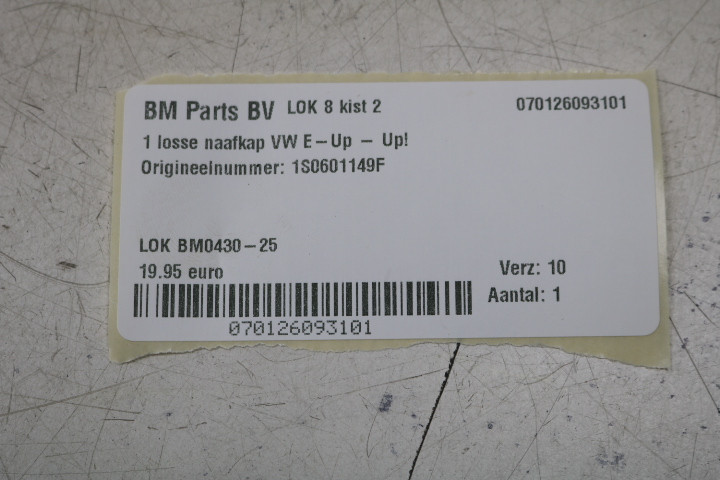 BM Parts BV LOK 8 kist 2 070126093101
1 losse naafkap VW E-Up - Up!
Origineelnummer: 1S0601149F
LOK BM0430-25
19.95 euro Verz: 10
Aantal: 1
070126093101